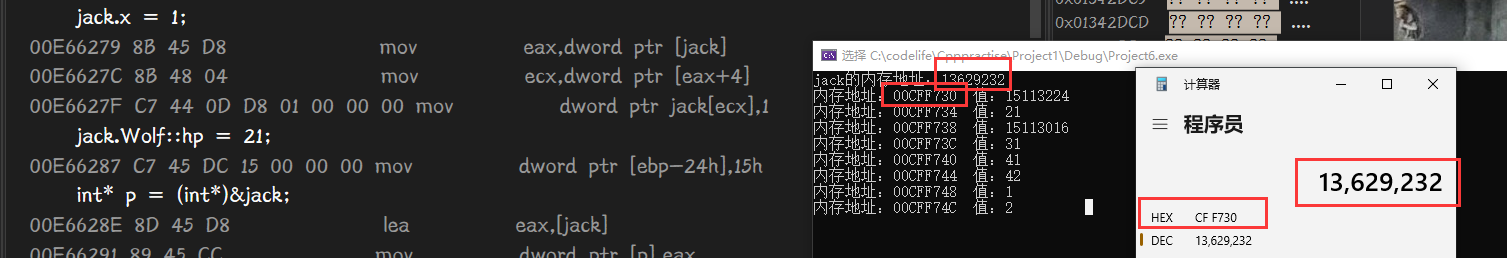 jack.x = 1;
00E66279 8B 45 D8 mov eax,dword ptr [jack]
00E6627C 8B 48 04 mov ecx,dword ptr [eax+4]
00E6627F C7 44 0D D8 01 00 00 00 mov dword ptr jack[ecx],1
jack.Wolf::hp = 21;
00E66287 C7 45 DC 15 00 00 00 mov dword ptr [ebp-24h],15h
int* p = (int*)&jack;
00E6628E 8D 45 D8 lea eax,[jack]
00E66291 89 45 CC mov dword ptr [p],eax
0x01342DC9 ?? ?? ?? ?? ....
0x01342DCD ?? ?? ?? ?? ....
选择 C:\codelife\Cpppractise\Project1\Debug\Project6.exe
jack的内存地址：13629232
内存地址：00CFF730 值：15113224
内存地址：00CFF734 值：21
内存地址：00CFF738 值：15113016
内存地址：00CFF73C 值：31
内存地址：00CFF740 值：41
内存地址：00CFF744 值：42
内存地址：00CFF748 值：1
内存地址：00CFF74C 值：2
计算器
程序员
13,629,232
HEX CF F730
DEC 13,629,232